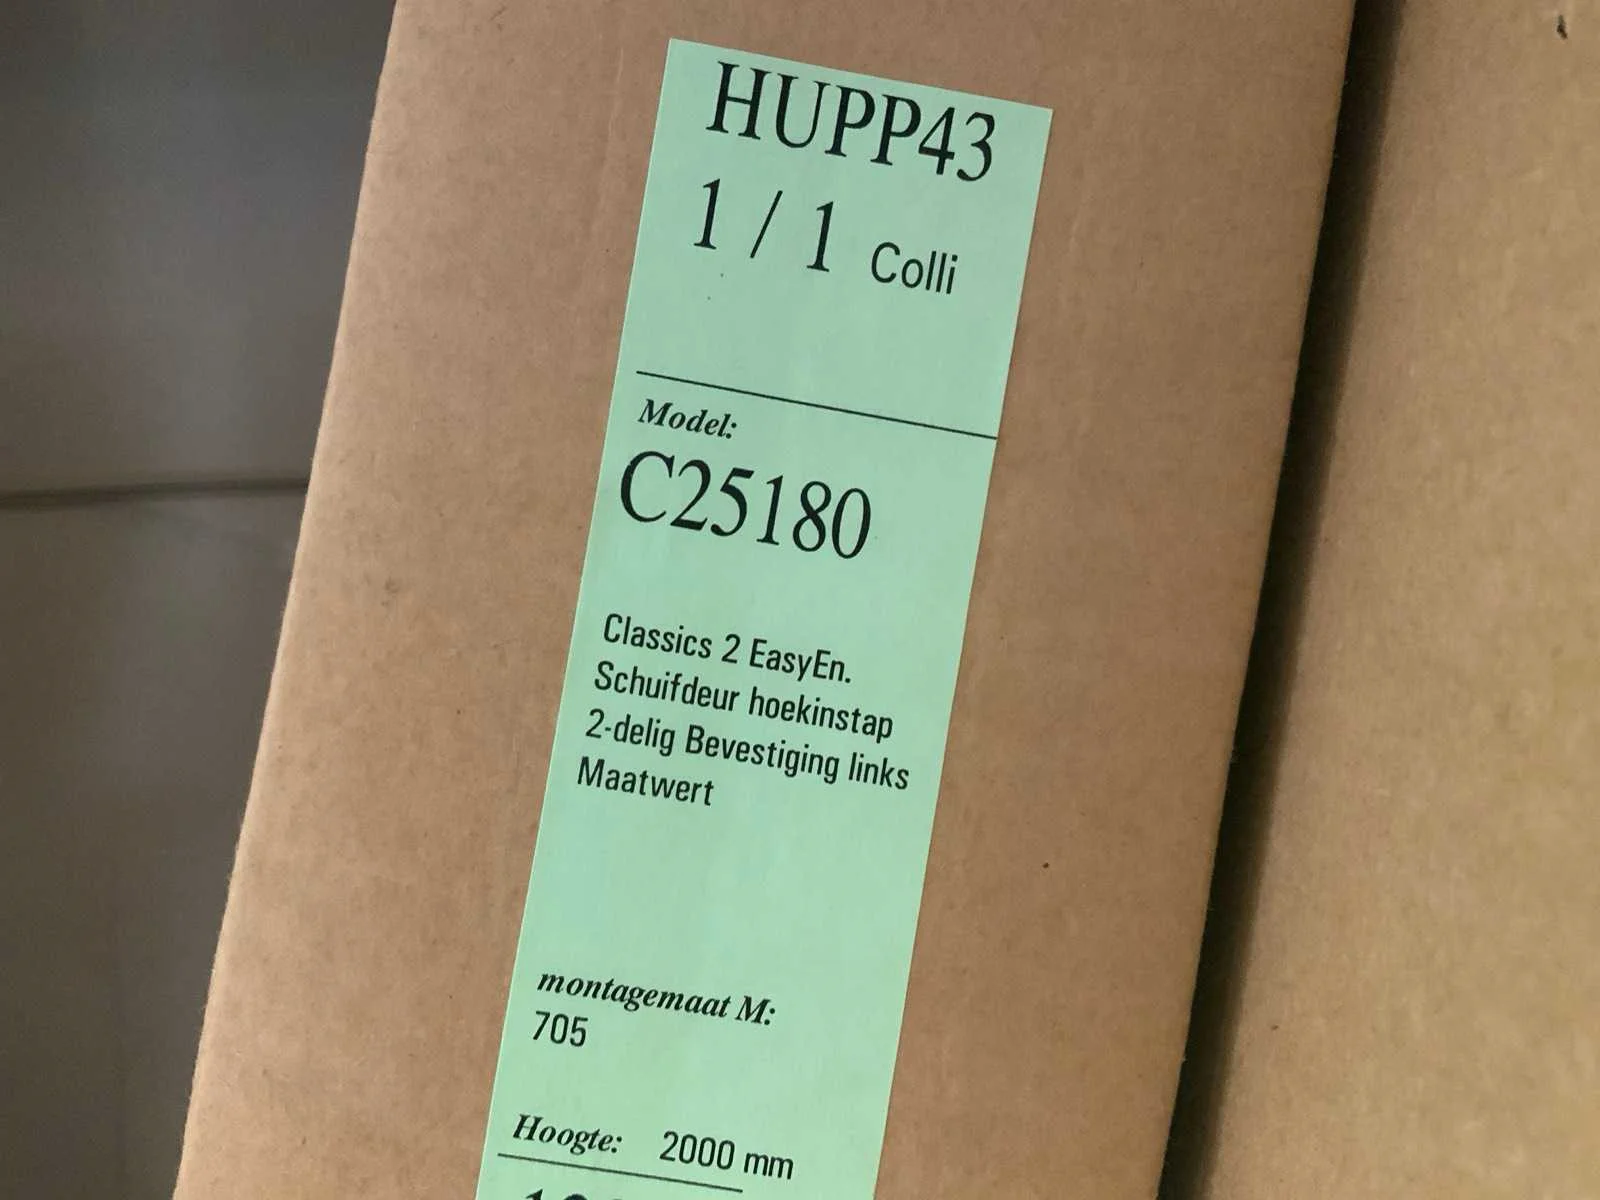 HUPP43
1 / 1 Colli
Model:
C25180
Classics 2 EasyEn.
Schuifdeur hoekinstap
2-delig Bevestiging links
Maatwert
montagemaat M:
705
Hoogte: 2000 mm